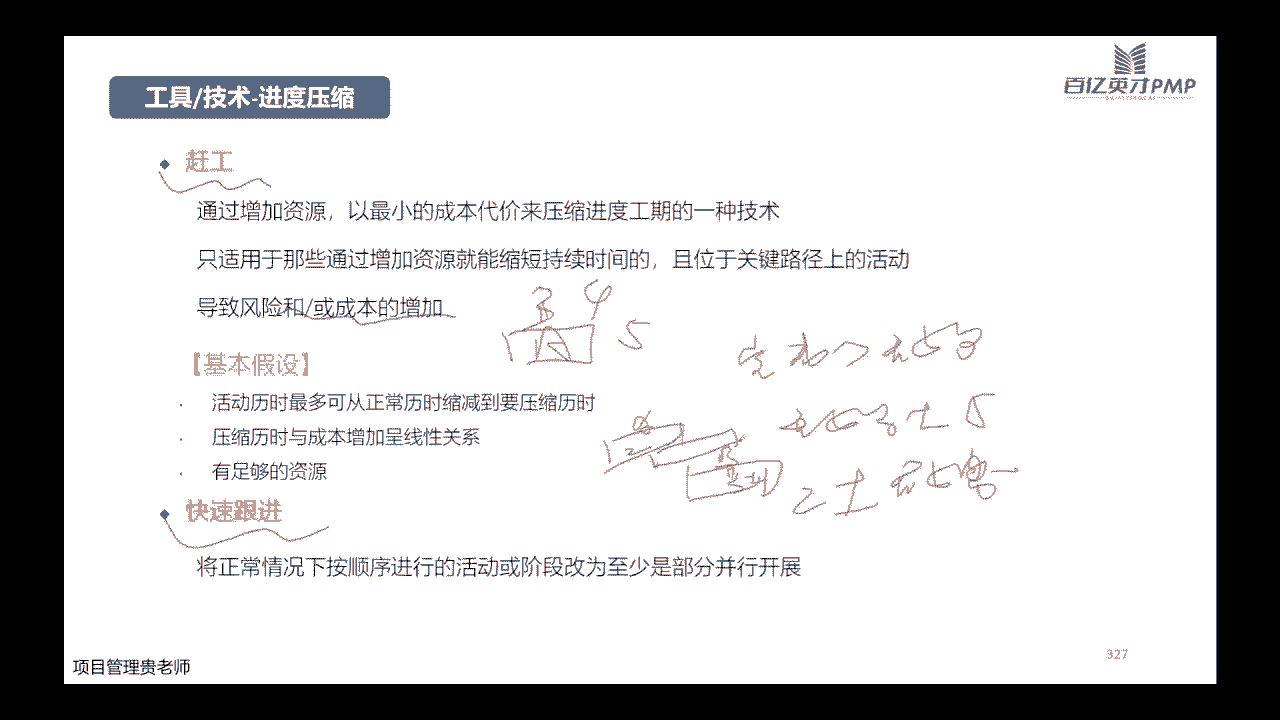 百亿英才PMP
工具/技术-进度压缩
赶工
通过增加资源，以最小的成本代价来压缩进度工期的一种技术
只适用于那些通过增加资源就能缩短持续时间的，且位于关键路径上的活动
导致风险和/或成本的增加
3 4
5
【基本假设】
活动历时最多可从正常历时缩减到要压缩历时
压缩历时与成本增加呈线性关系
5
有足够的资源
快速跟进
将正常情况下按顺序进行的活动或阶段改为至少是部分并行开展
327
项目管理贵老师